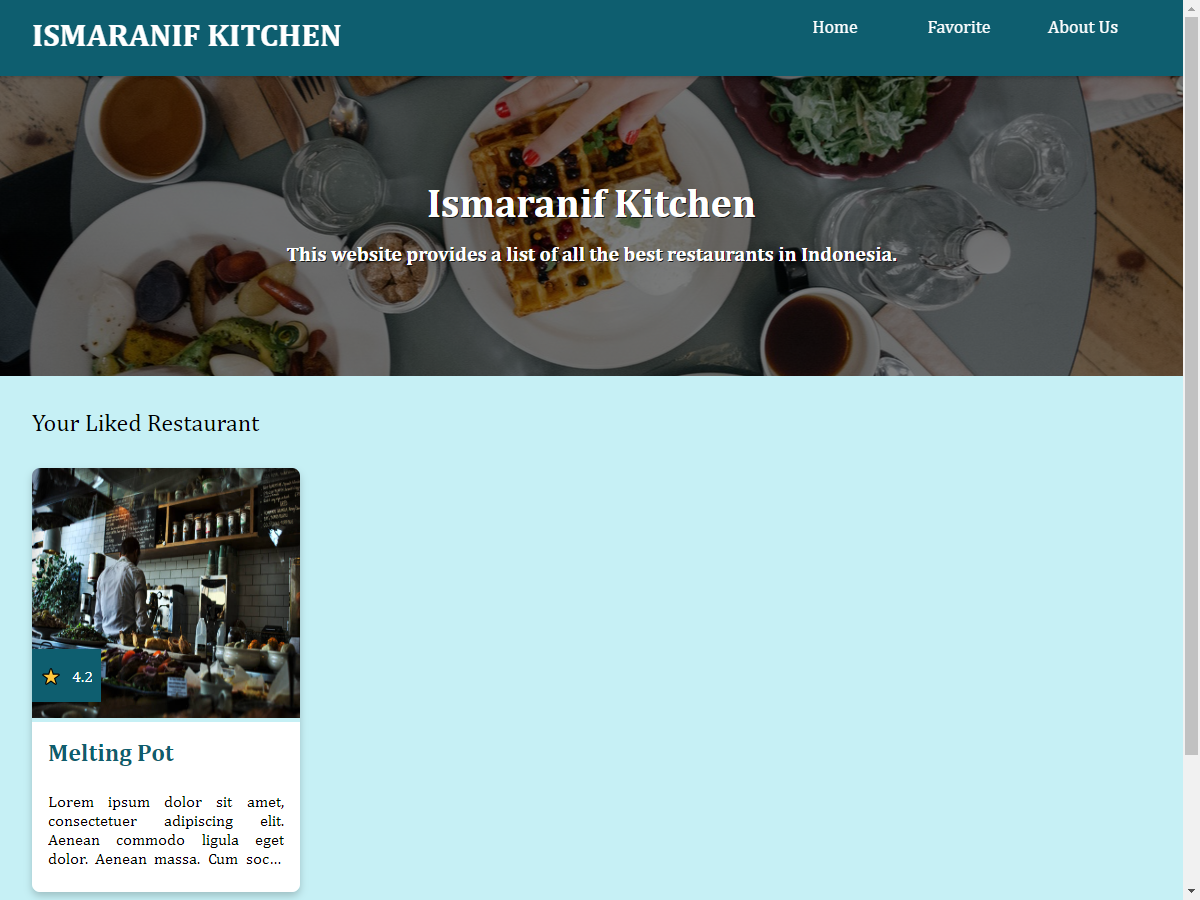 ISMARANIF KITCHEN
Home Favorite About Us
Ismaranif Kitchen
This website provides a list of all the best restaurants in Indonesia.
Your Liked Restaurant
4.2
Melting Pot
Lorem ipsum dolor sit amet,
consectetuer adipiscing elit.
Aenean commodo ligula eget
dolor. Aenean massa. Cum soc...